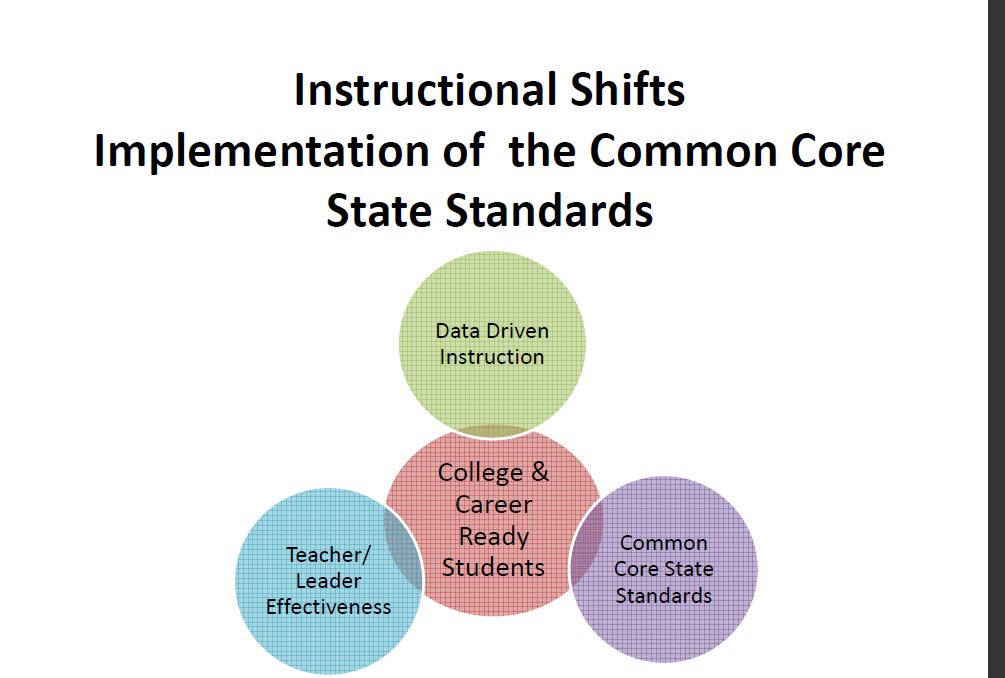 Instructional Shifts
Implementation of  the Common Core
State Standards
Data Driven
Instruction
College &
Career
Ready
Students
Teacher/
Leader
Effectiveness
Common
Core State
Standards